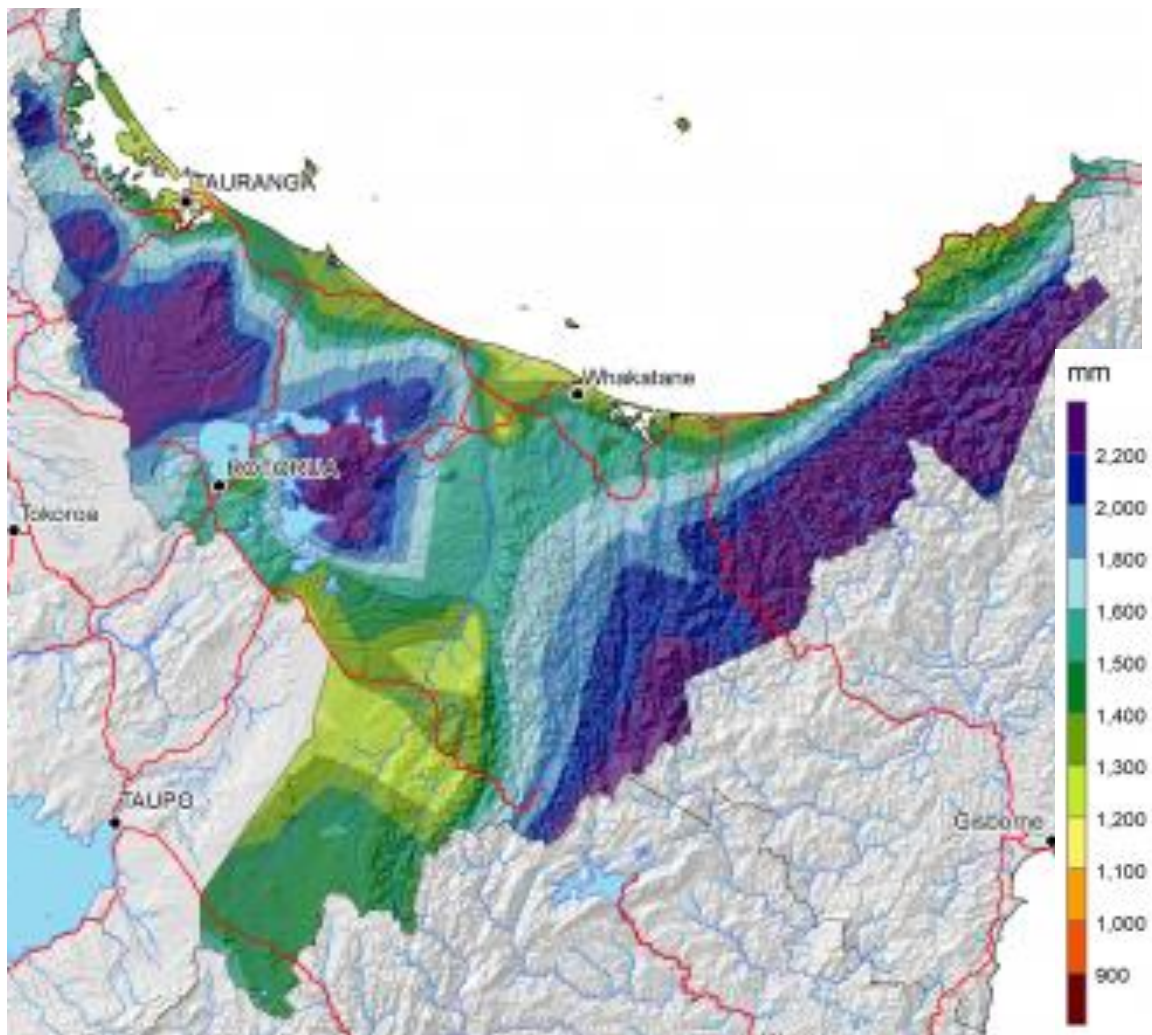 TAURANGA
Whakatane
mm
2,200
ROTORUA
2,000
Tokoroa
1,800
1,600
1,500
1,400
1,300
TAUPO
1,200
Gisborne
1,100
1,000
900